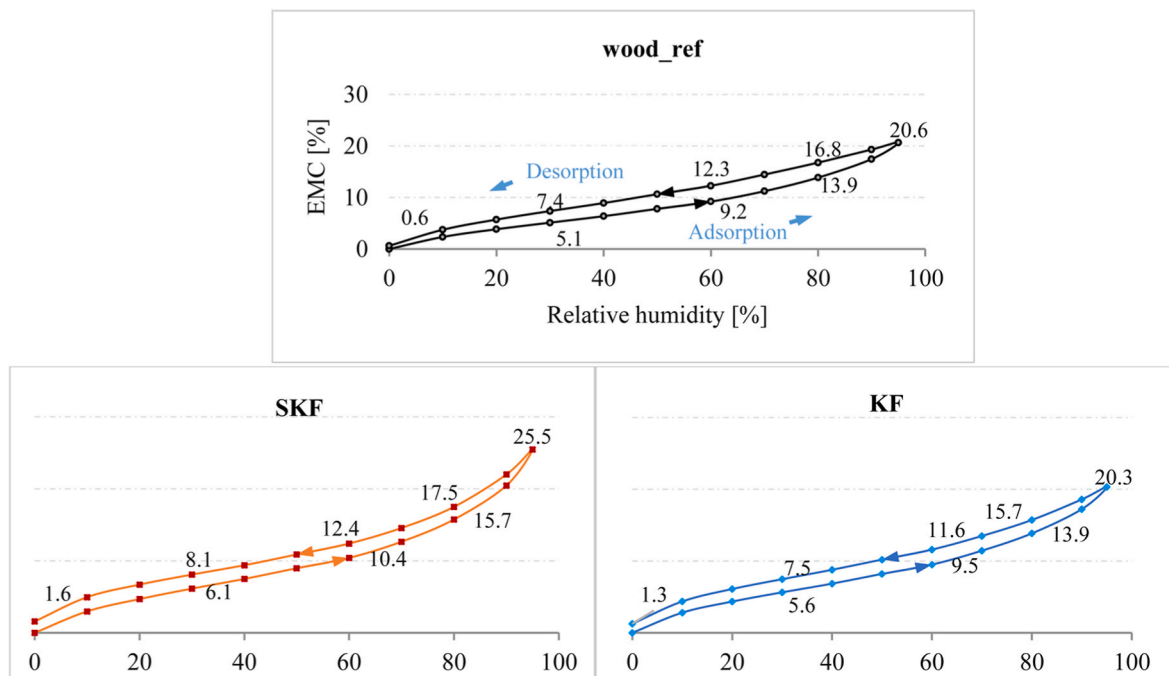 wood_ref
30
20
10
0
EMC [%]
Desorption
Adsorption
0.6
7.4
12.3
16.8
20.6
5.1
9.2
13.9
0 20 40 60 80 100
Relative humidity [%]
SKF
1.6
8.1
12.4
17.5
25.5
6.1
10.4
15.7
0 20 40 60 80 100
KF
1.3
7.5
11.6
15.7
20.3
5.6
9.5
13.9
0 20 40 60 80 100